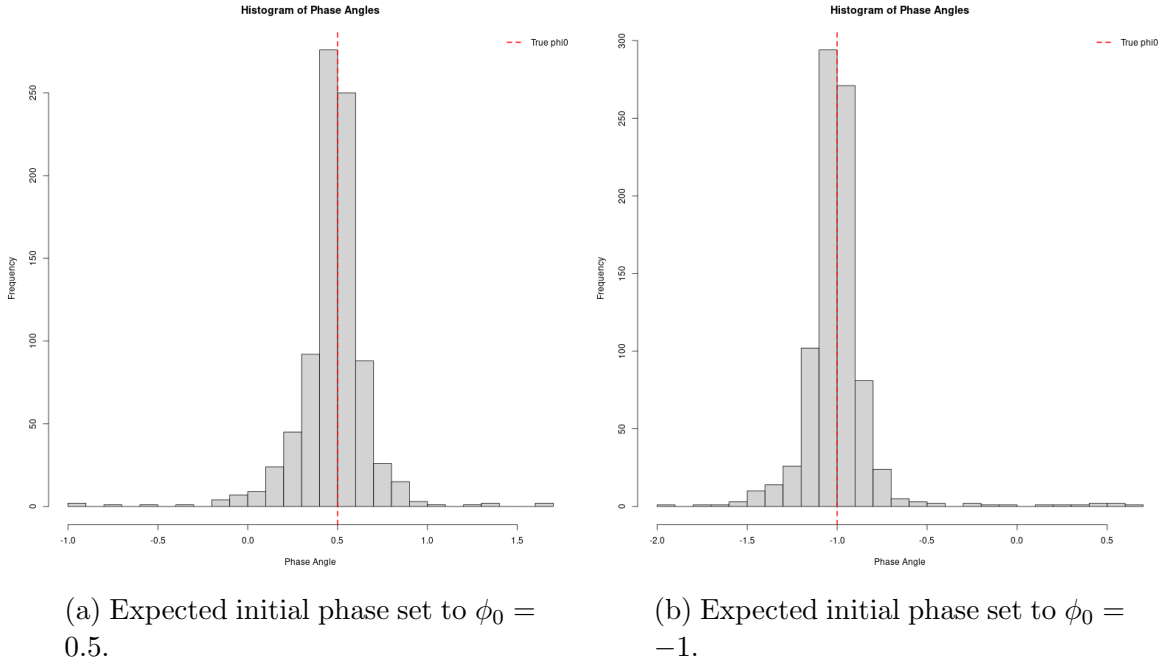 Histogram of Phase Angles
True phi0
Frequency
250
200
150
100
50
0
-1.0 -0.5 0.0 0.5 1.0 1.5
Phase Angle
(a) Expected initial phase set to ϕ₀ =
0.5.
Histogram of Phase Angles
True phi0
Frequency
300
250
200
150
100
50
0
-2.0 -1.5 -1.0 -0.5 0.0 0.5
Phase Angle
(b) Expected initial phase set to ϕ₀ =
−1.